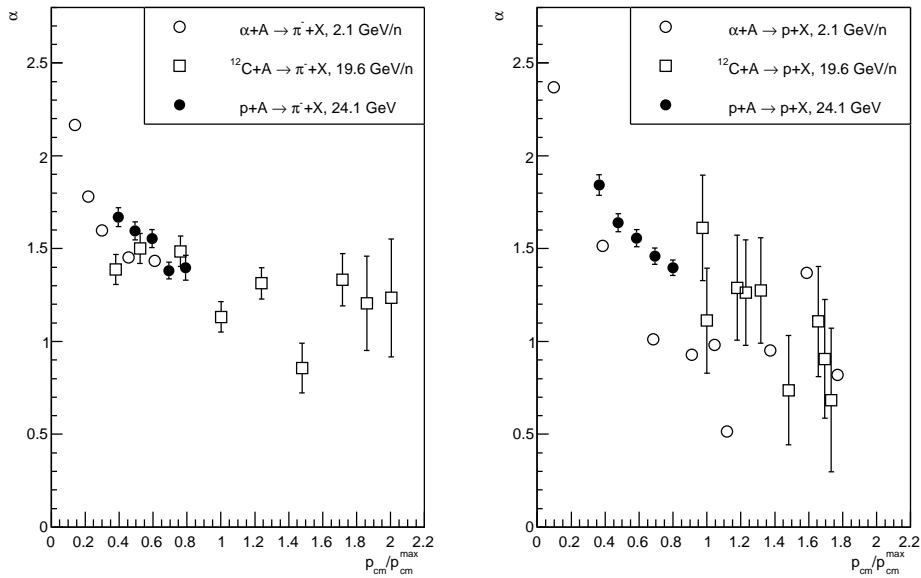 α
α+A → π⁻+X, 2.1 GeV/n
¹²C+A → π⁻+X, 19.6 GeV/n
p+A → π⁻+X, 24.1 GeV
2.5
2
1.5
1
0.5
0
0 0.2 0.4 0.6 0.8 1 1.2 1.4 1.6 1.8 2 2.2
p_cm/p_cm^max
α
α+A → p+X, 2.1 GeV/n
¹²C+A → p+X, 19.6 GeV/n
p+A → p+X, 24.1 GeV
2.5
2
1.5
1
0.5
0
0 0.2 0.4 0.6 0.8 1 1.2 1.4 1.6 1.8 2 2.2
p_cm/p_cm^max